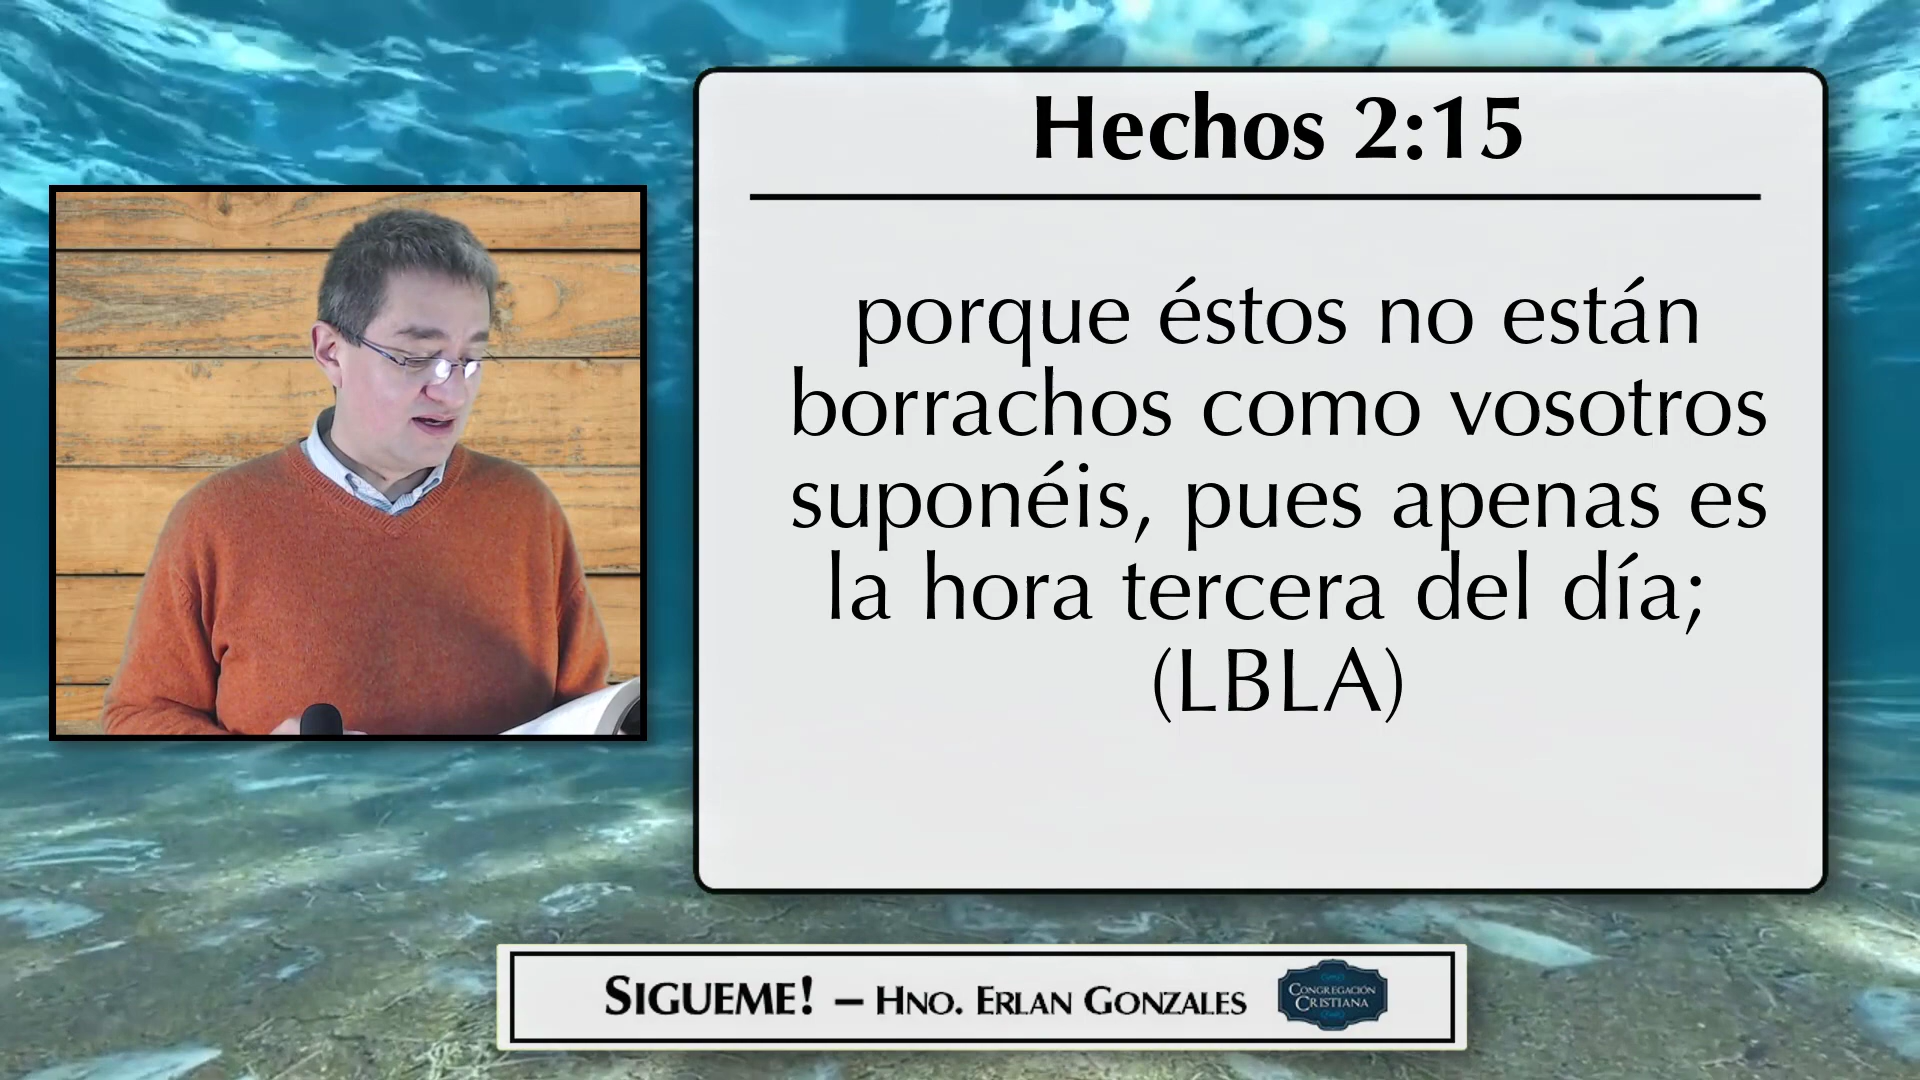 Hechos 2:15
porque éstos no están
borrachos como vosotros
suponéis, pues apenas es
la hora tercera del día;
(LBLA)
SIGUEME! – HNO. ERLAN GONZALES
CONGREGACIÓN
CRISTIANA